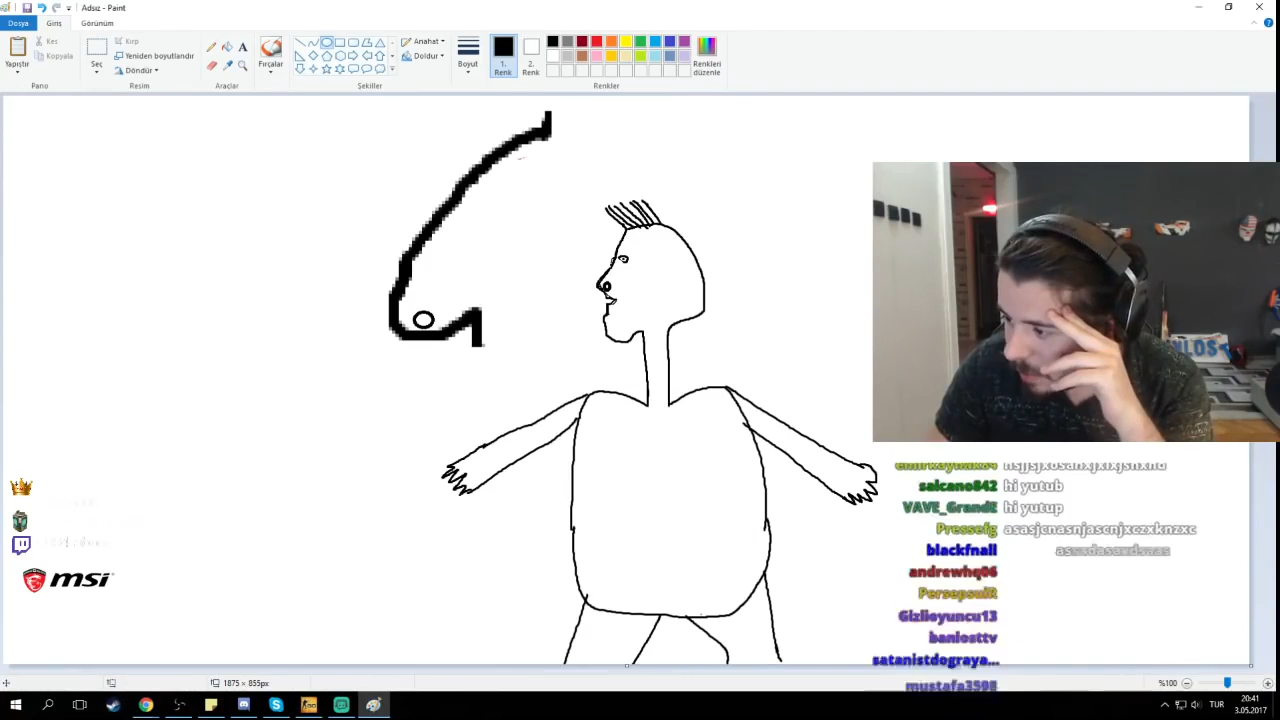 Adsız - Paint
Dosya Giriş Görünüm
Yapıştır
Kes
Kopyala
Pano
Seç
Kırp
Yeniden boyutlandır
Döndür
Resim
Araçlar
Fırçalar
Anahat
Doldur
Şekiller
Boyut
1. Renk
2. Renk
Renkleri düzenle
Renkler
salcano842 hi yutub
VAVE_GrandE hi yutup
Pressefg asasjcnasnjascnjxczxknzxc
blackfnall
andrewhq06
PersepsuiR
Gizlioyuncu13
banlosttv
satanistdograya...
mustafa3598
msi
1875 × 855px
%100
TUR
20:41
3.05.2017